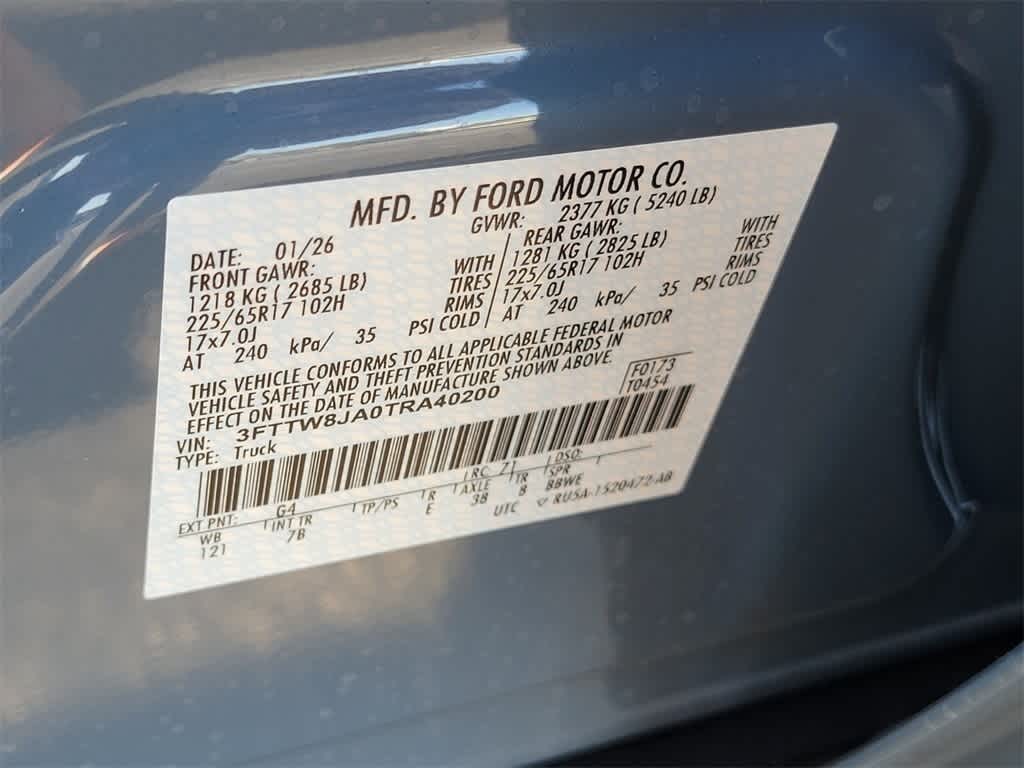 MFD. BY FORD MOTOR CO.
DATE: 01/26 GVWR: 2377 KG ( 5240 LB)
FRONT GAWR: REAR GAWR:
1218 KG ( 2685 LB) WITH 1281 KG ( 2825 LB) WITH
225/65R17 102H TIRES 225/65R17 102H TIRES
17x7.0J RIMS 17x7.0J RIMS
AT 240 kPa/ 35 PSI COLD AT 240 kPa/ 35 PSI COLD
THIS VEHICLE CONFORMS TO ALL APPLICABLE FEDERAL MOTOR
VEHICLE SAFETY AND THEFT PREVENTION STANDARDS IN
EFFECT ON THE DATE OF MANUFACTURE SHOWN ABOVE.
VIN: 3FTTW8JA0TRA40200 F0173
TYPE: Truck T0454
EXT PNT: G4 RC: 71 DSO:
WB INT TR TP/PS R AXLE TR SPR
121 7B E 38 B BBWE
UTC ▽ RU5A-1520472-AB